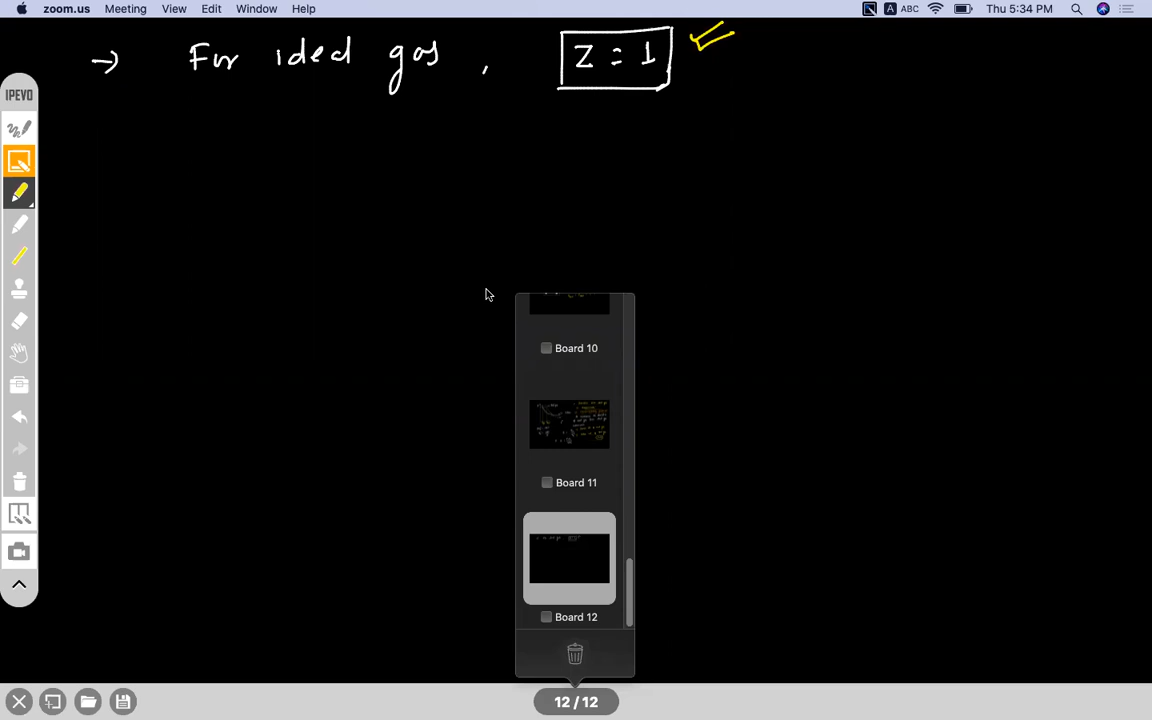 zoom.us Meeting View Edit Window Help A ABC Thu 5:34 PM
→ For ideal gas, Z = 1
IPEVO
Board 10
Board 11
Board 12
12 / 12